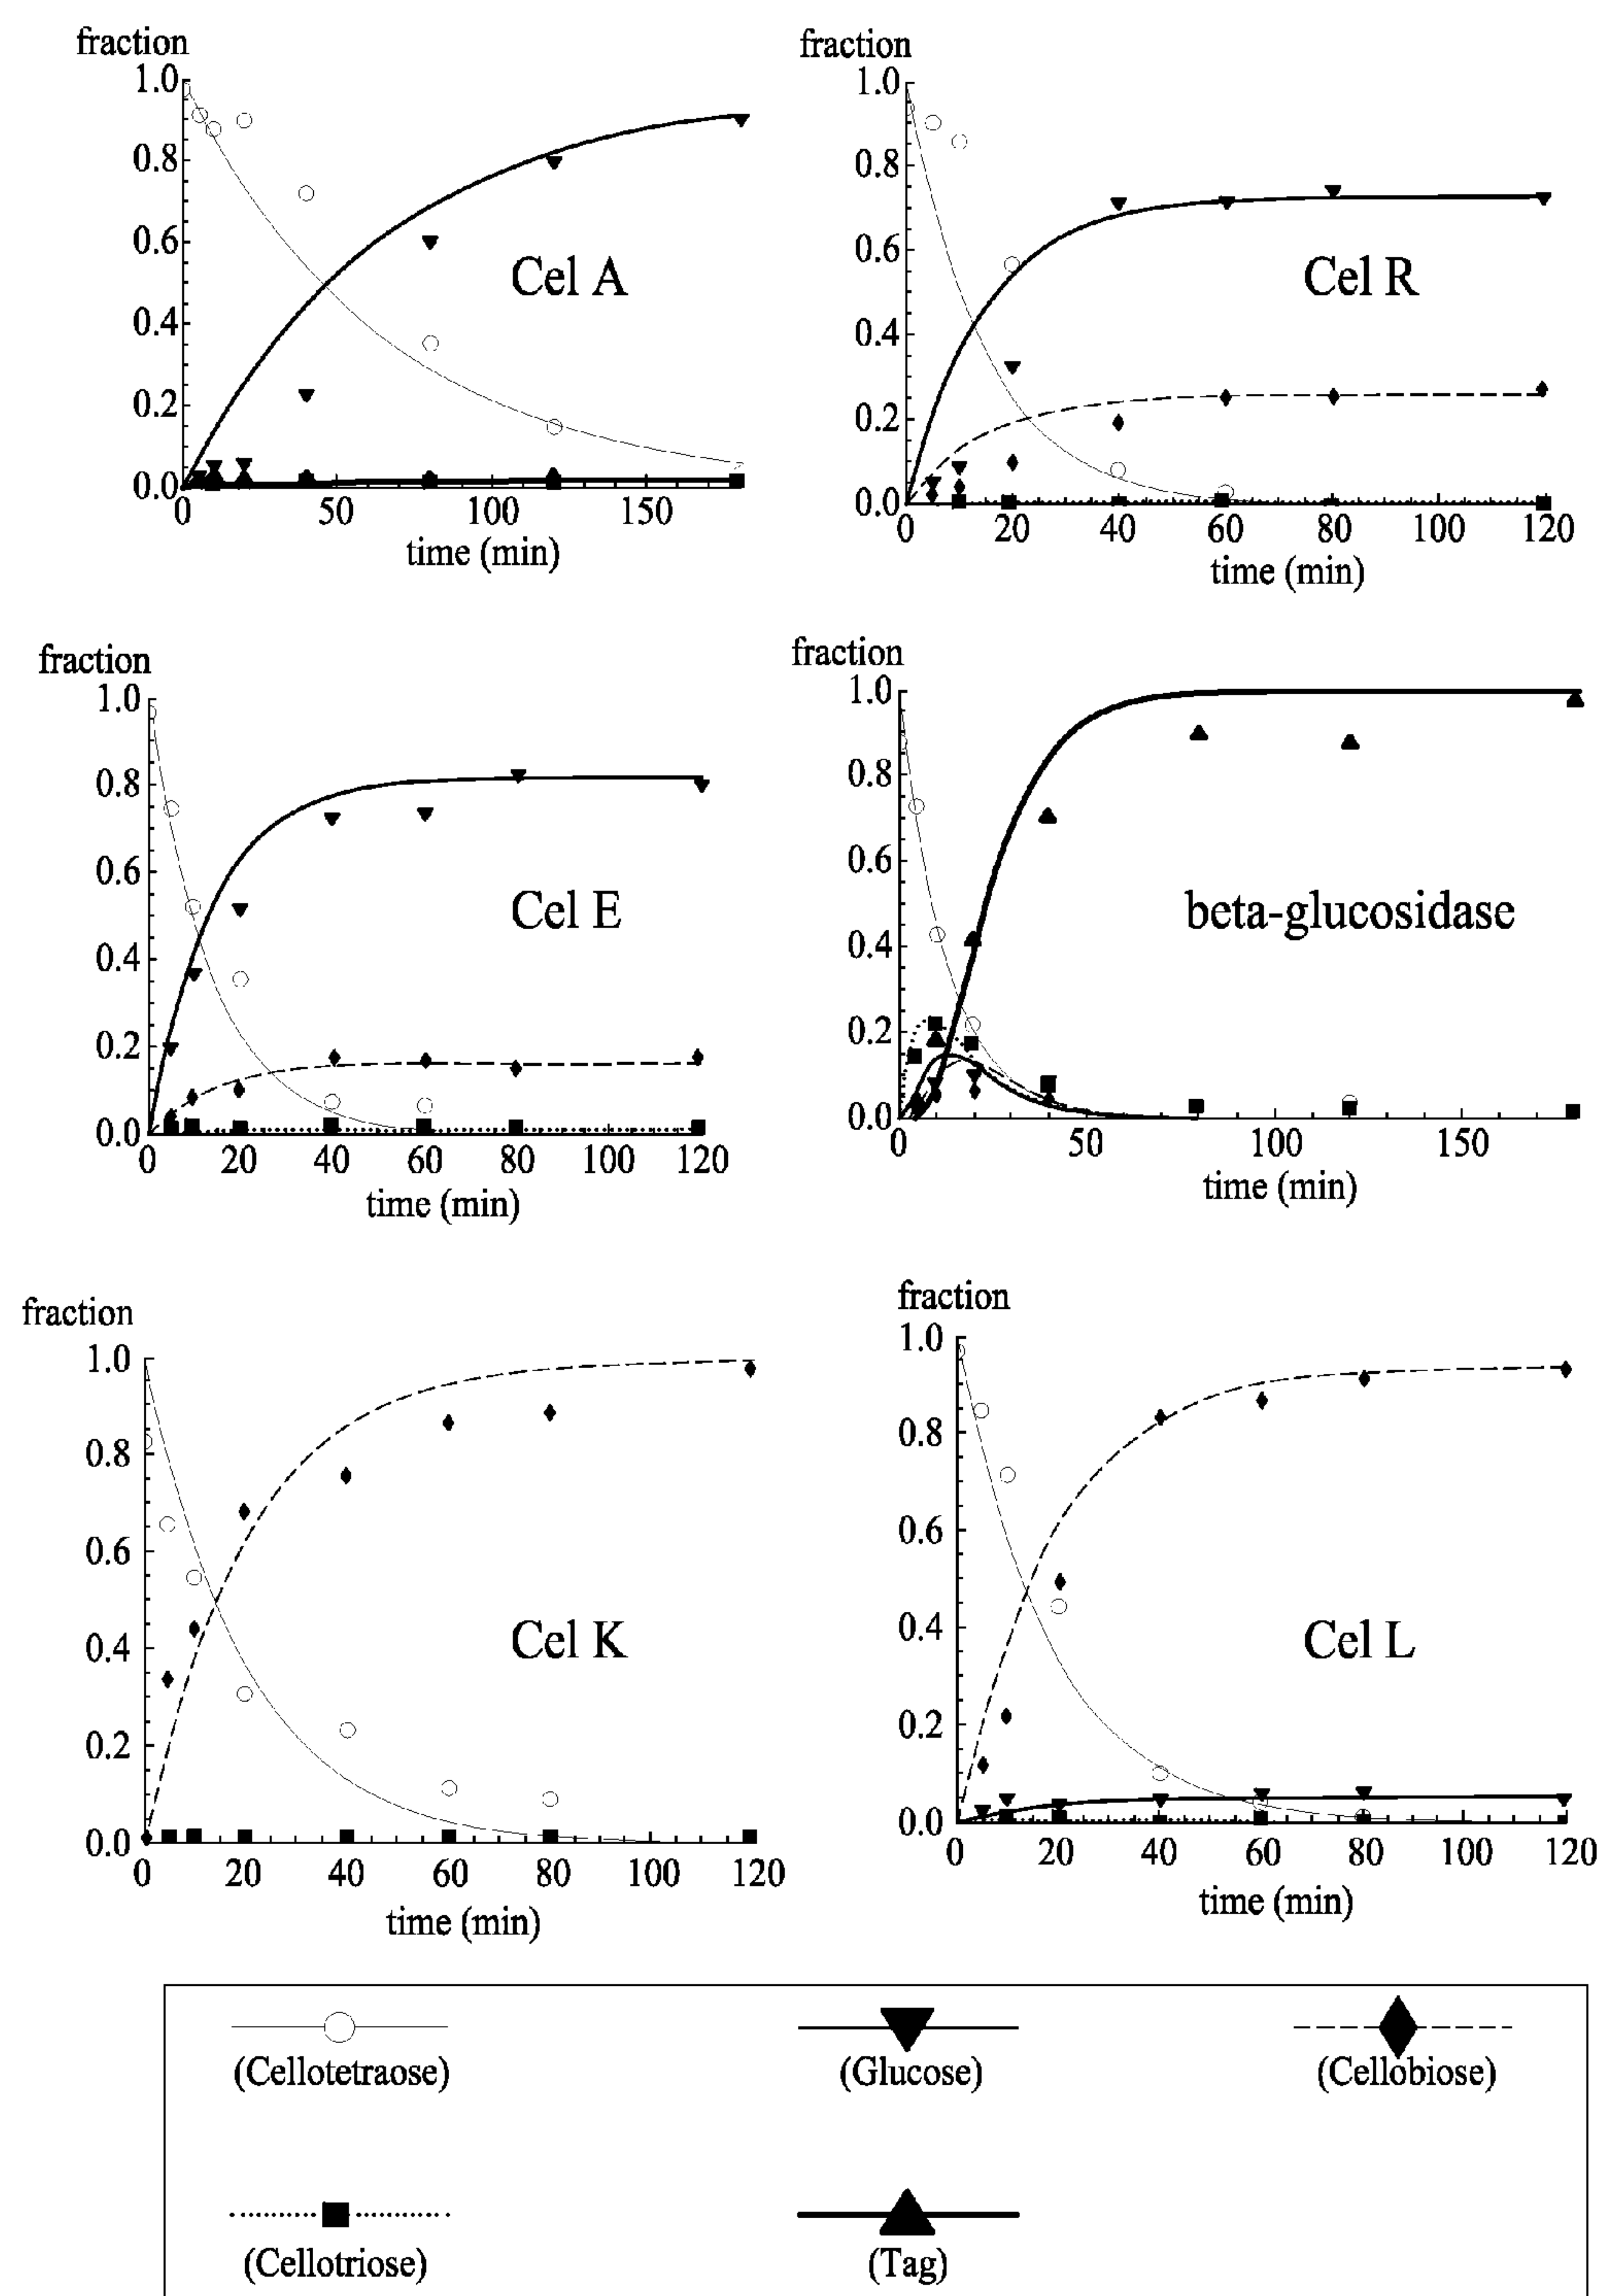 fraction
1.0
0.8
0.6
0.4
0.2
0.0
0 50 100 150
time (min)
Cel A
fraction
1.0
0.8
0.6
0.4
0.2
0.0
0 20 40 60 80 100 120
time (min)
Cel R
fraction
1.0
0.8
0.6
0.4
0.2
0.0
0 20 40 60 80 100 120
time (min)
Cel E
fraction
1.0
0.8
0.6
0.4
0.2
0.0
0 50 100 150
time (min)
beta-glucosidase
fraction
1.0
0.8
0.6
0.4
0.2
0.0
0 20 40 60 80 100 120
time (min)
Cel K
fraction
1.0
0.8
0.6
0.4
0.2
0.0
0 20 40 60 80 100 120
time (min)
Cel L
(Cellotetraose) (Glucose) (Cellobiose)
(Cellotriose) (Tag)